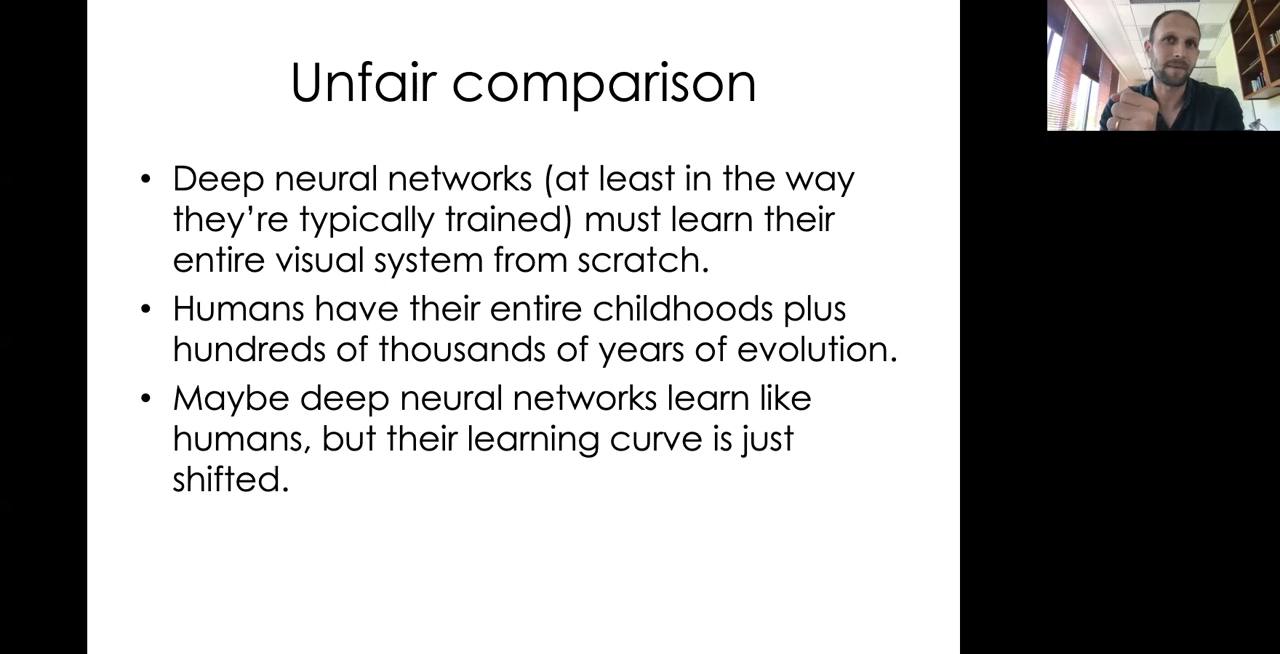 Unfair comparison
• Deep neural networks (at least in the way
they're typically trained) must learn their
entire visual system from scratch.
• Humans have their entire childhoods plus
hundreds of thousands of years of evolution.
• Maybe deep neural networks learn like
humans, but their learning curve is just
shifted.